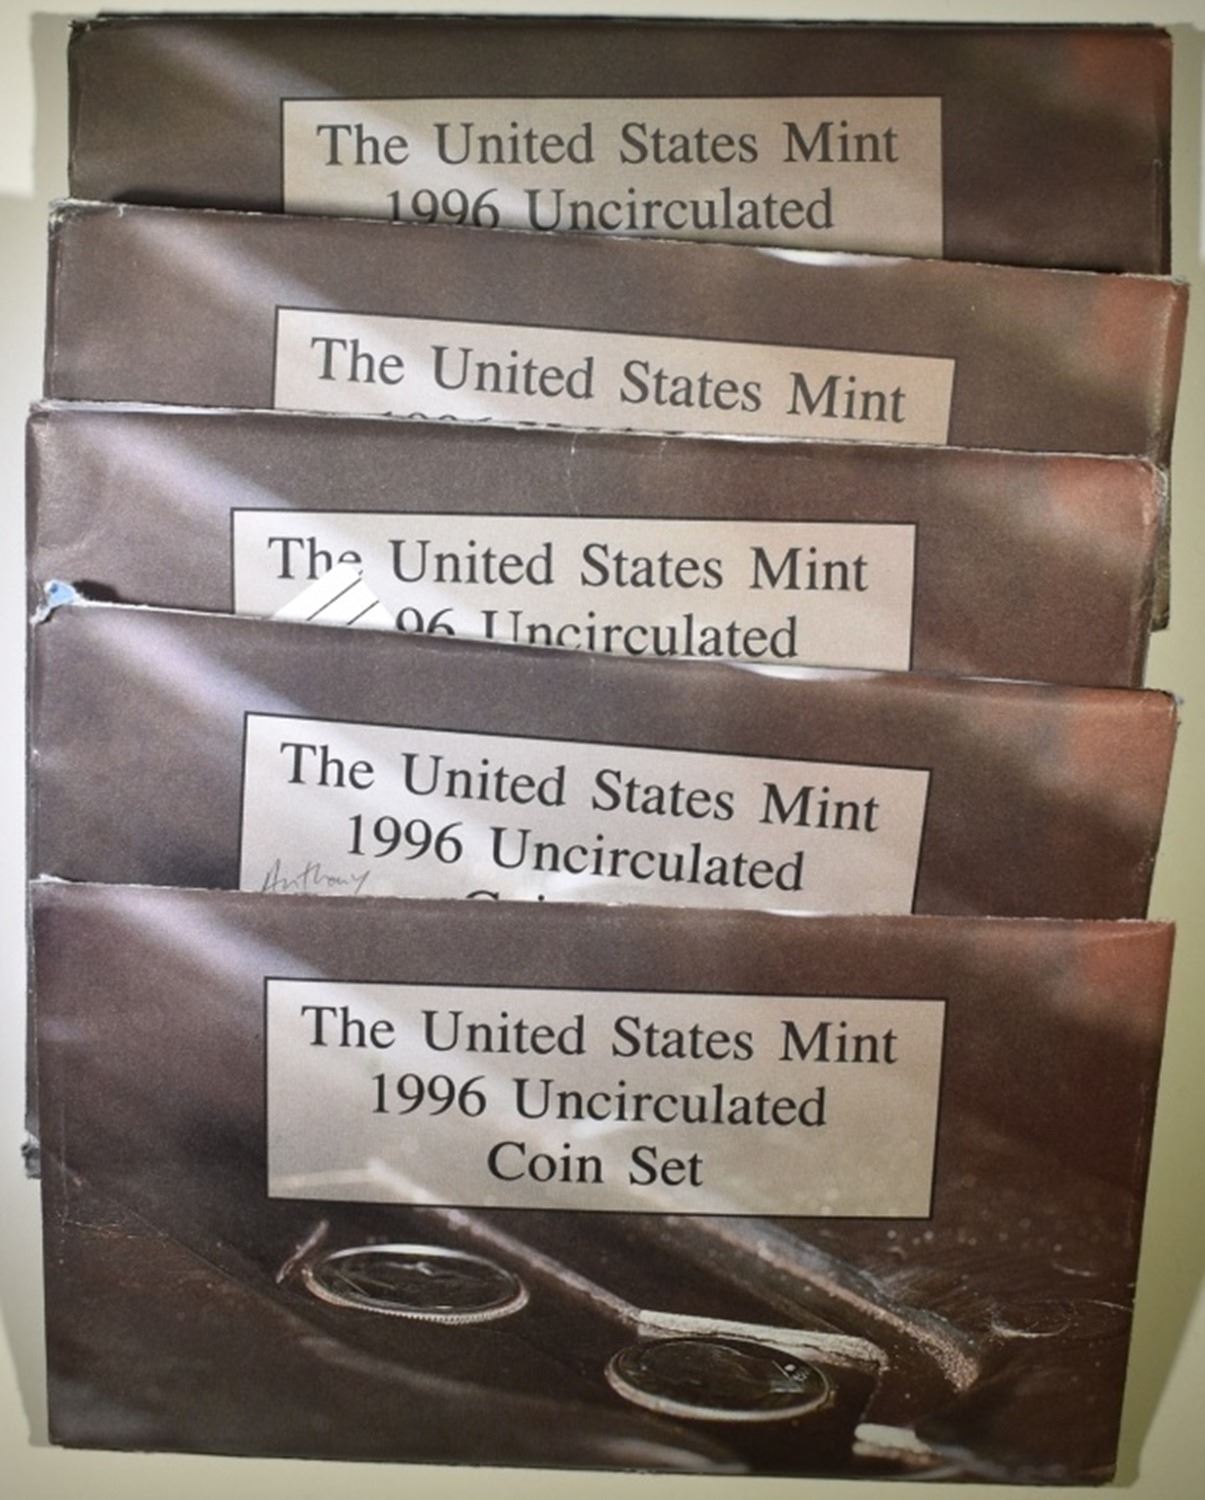 The United States Mint
1996 Uncirculated
The United States Mint
The United States Mint
96 Uncirculated
The United States Mint
1996 Uncirculated
Anthony
The United States Mint
1996 Uncirculated
Coin Set